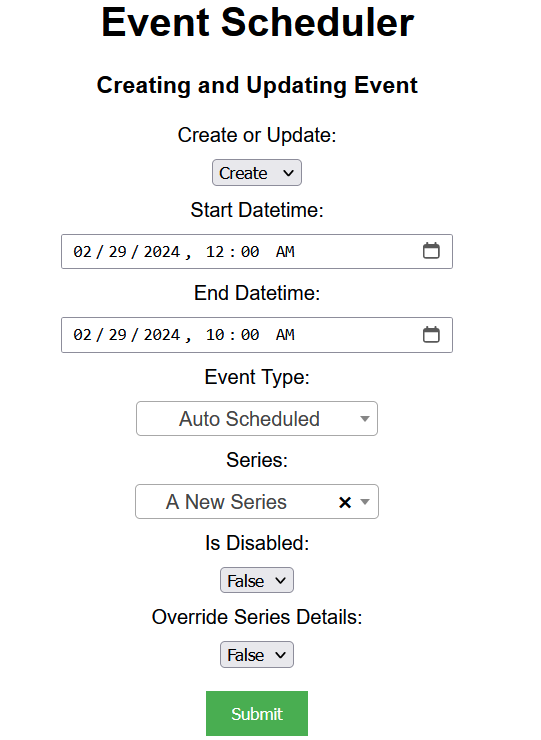 Event Scheduler
Creating and Updating Event
Create or Update:
Create
Start Datetime:
02/29/2024, 12:00 AM
End Datetime:
02/29/2024, 10:00 AM
Event Type:
Auto Scheduled
Series:
A New Series ×
Is Disabled:
False
Override Series Details:
False
Submit